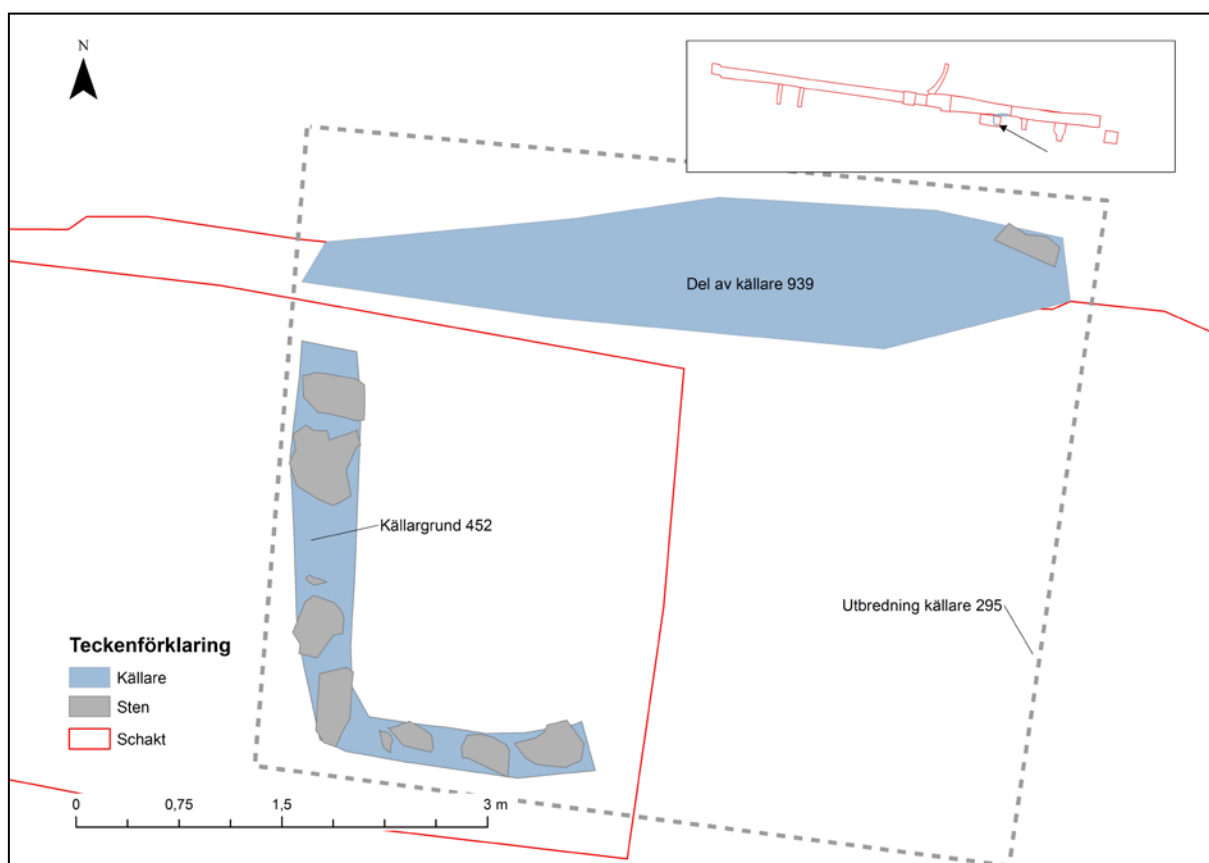 N
Del av källare 939
Källargrund 452
Utbredning källare 295
Teckenförklaring
Källare
Sten
Schakt
0 0,75 1,5 3 m